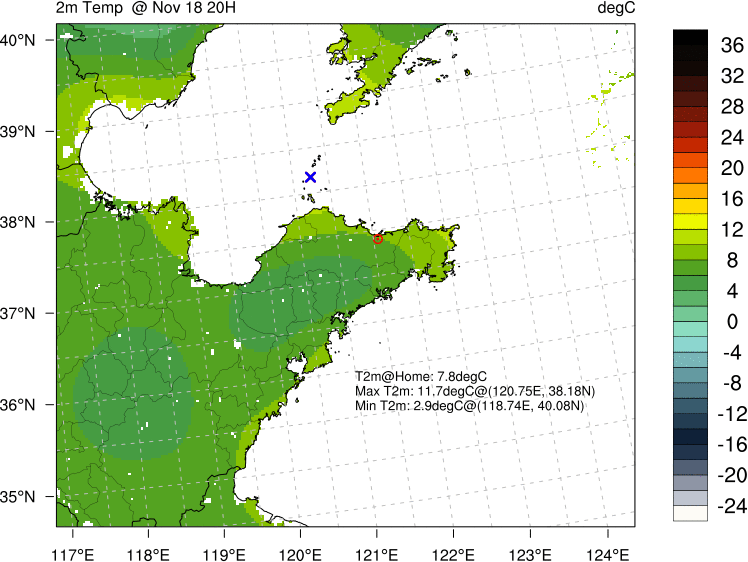 2m Temp @ Nov 18 20H
degC
40°N
39°N
38°N
37°N
36°N
35°N
117°E
118°E
119°E
120°E
121°E
122°E
123°E
124°E
T2m@Home: 7.8degC
Max T2m: 11.7degC@(120.75E, 38.18N)
Min T2m: 2.9degC@(118.74E, 40.08N)
36
32
28
24
20
16
12
8
4
0
-4
-8
-12
-16
-20
-24